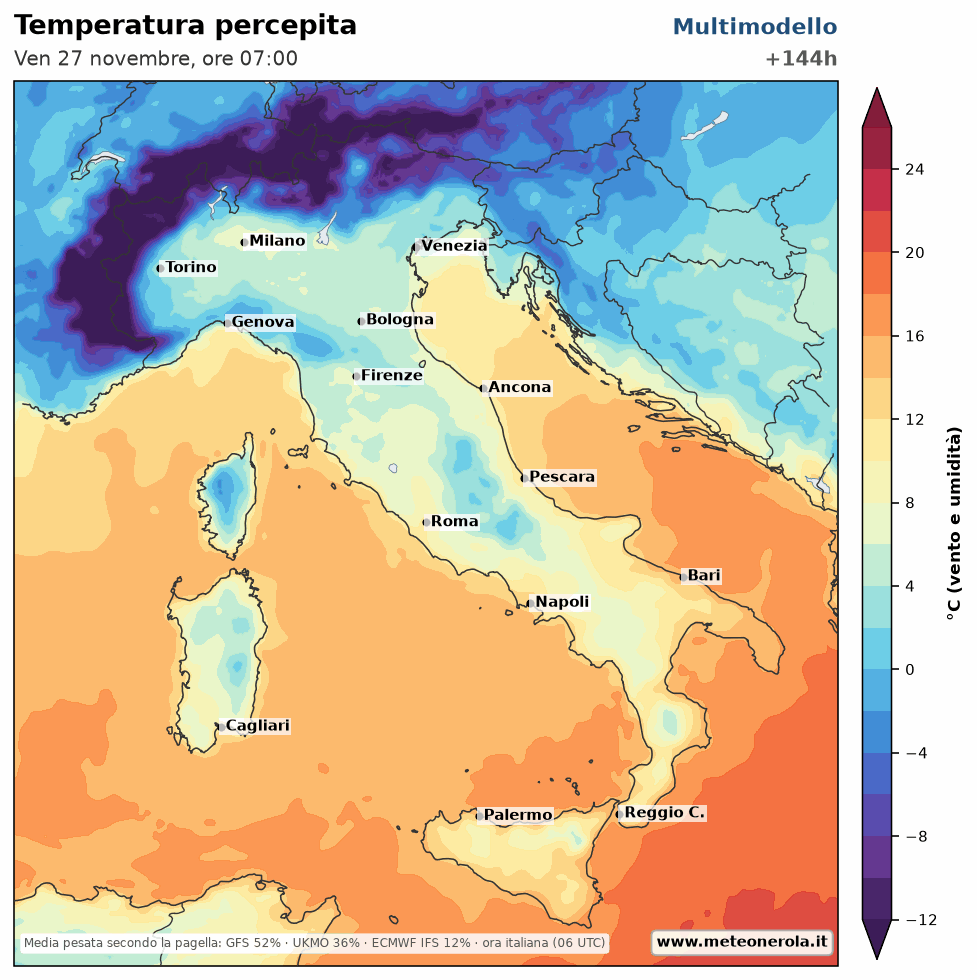 Temperatura percepita
Multimodello
Ven 27 novembre, ore 07:00
+144h
24
20
16
12
8
4
0
−4
−8
−12
°C (vento e umidità)
Milano
Venezia
Torino
Genova
Bologna
Firenze
Ancona
Pescara
Roma
Bari
Napoli
Cagliari
Palermo
Reggio C.
Media pesata secondo la pagella: GFS 52% · UKMO 36% · ECMWF IFS 12% · ora italiana (06 UTC)
www.meteonerola.it